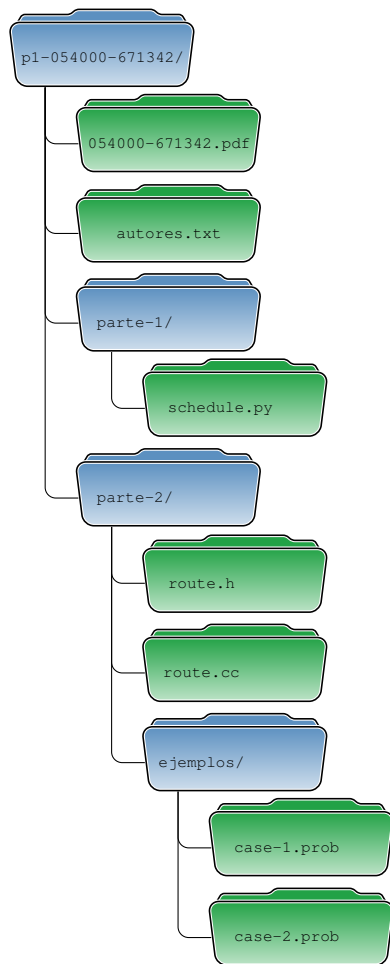 p1-054000-671342/
054000-671342.pdf
autores.txt
parte-1/
schedule.py
parte-2/
route.h
route.cc
ejemplos/
case-1.prob
case-2.prob